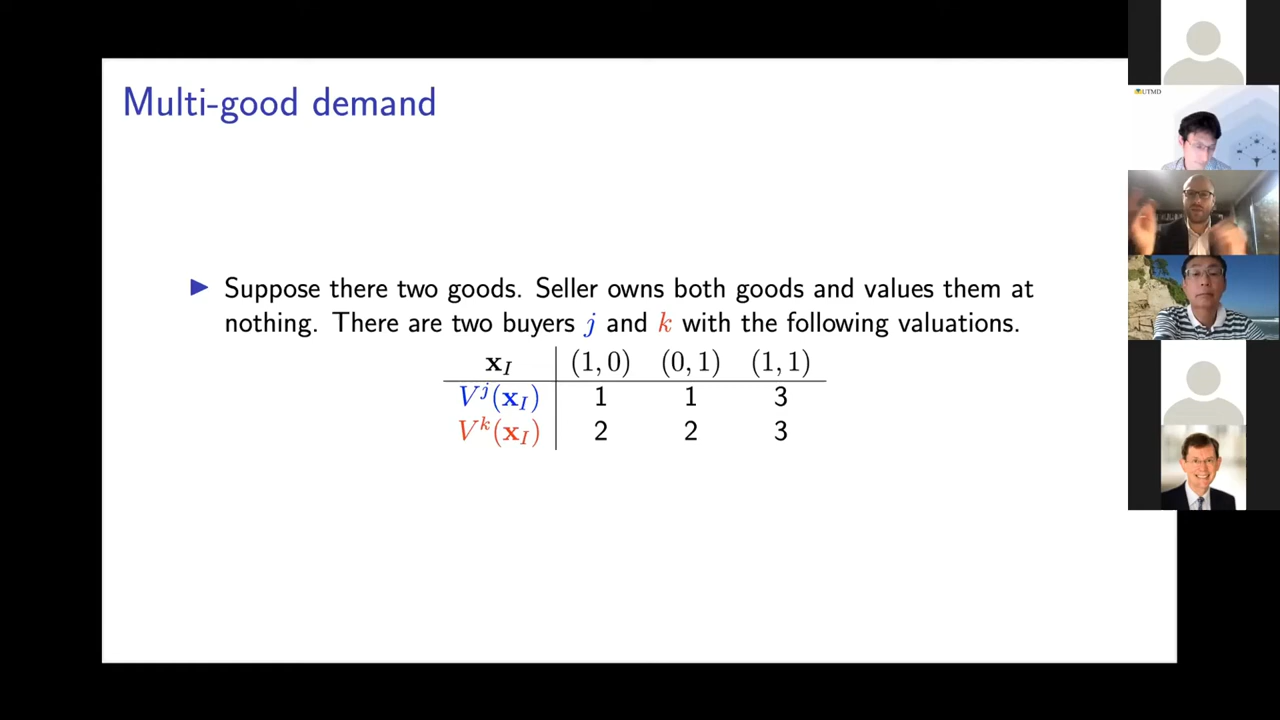 Multi-good demand
UTMD
▶ Suppose there two goods. Seller owns both goods and values them at
nothing. There are two buyers j and k with the following valuations.
x_I (1, 0) (0, 1) (1, 1)
V^j(x_I) 1 1 3
V^k(x_I) 2 2 3